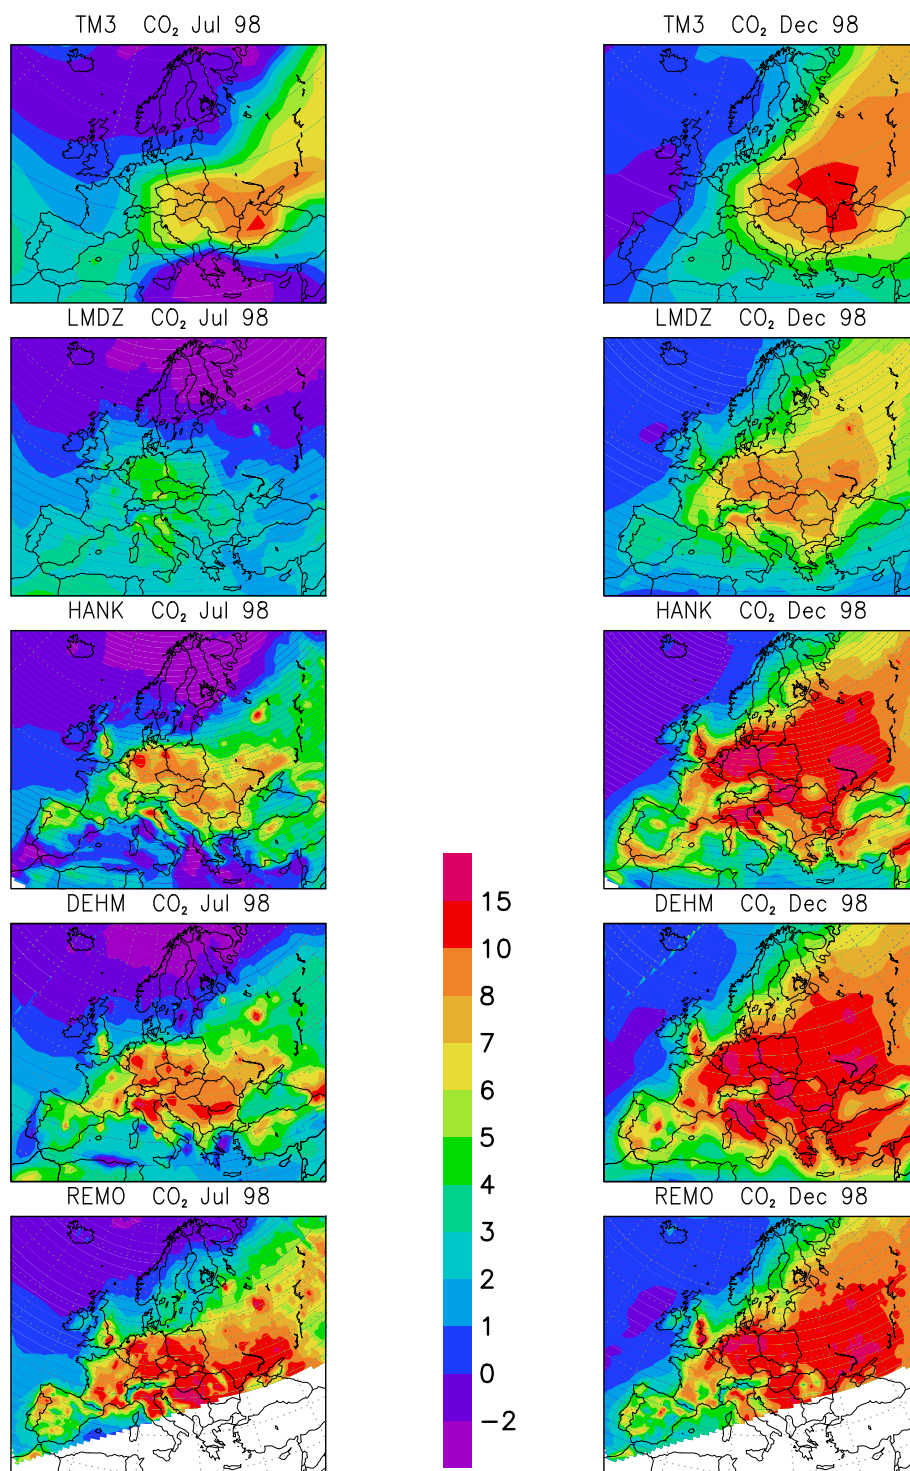 TM3 CO₂ Jul 98
TM3 CO₂ Dec 98
LMDZ CO₂ Jul 98
LMDZ CO₂ Dec 98
HANK CO₂ Jul 98
HANK CO₂ Dec 98
DEHM CO₂ Jul 98
DEHM CO₂ Dec 98
REMO CO₂ Jul 98
REMO CO₂ Dec 98
15
10
8
7
6
5
4
3
2
1
0
−2